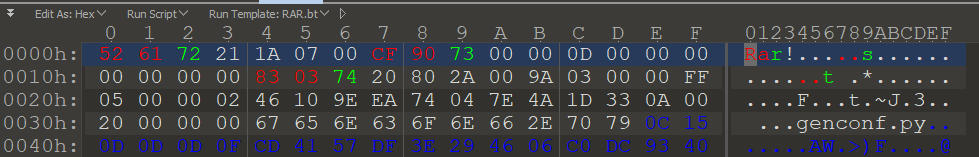 Edit As: Hex Run Script Run Template: RAR.bt
0 1 2 3 4 5 6 7 8 9 A B C D E F 0123456789ABCDEF
0000h: 52 61 72 21 1A 07 00 CF 90 73 00 00 0D 00 00 00 Rar!.....s......
0010h: 00 00 00 00 83 03 74 20 80 2A 00 9A 03 00 00 FF ......t .*......
0020h: 05 00 00 02 46 10 9E EA 74 04 7E 4A 1D 33 0A 00 ....F...t.~J.3..
0030h: 20 00 00 00 67 65 6E 63 6F 6E 66 2E 70 79 0C 15 ...genconf.py..
0040h: 0D 0D 0D 0F CD 41 57 DF 3E 29 46 06 C0 DC 93 40 .....AW.>)F....@